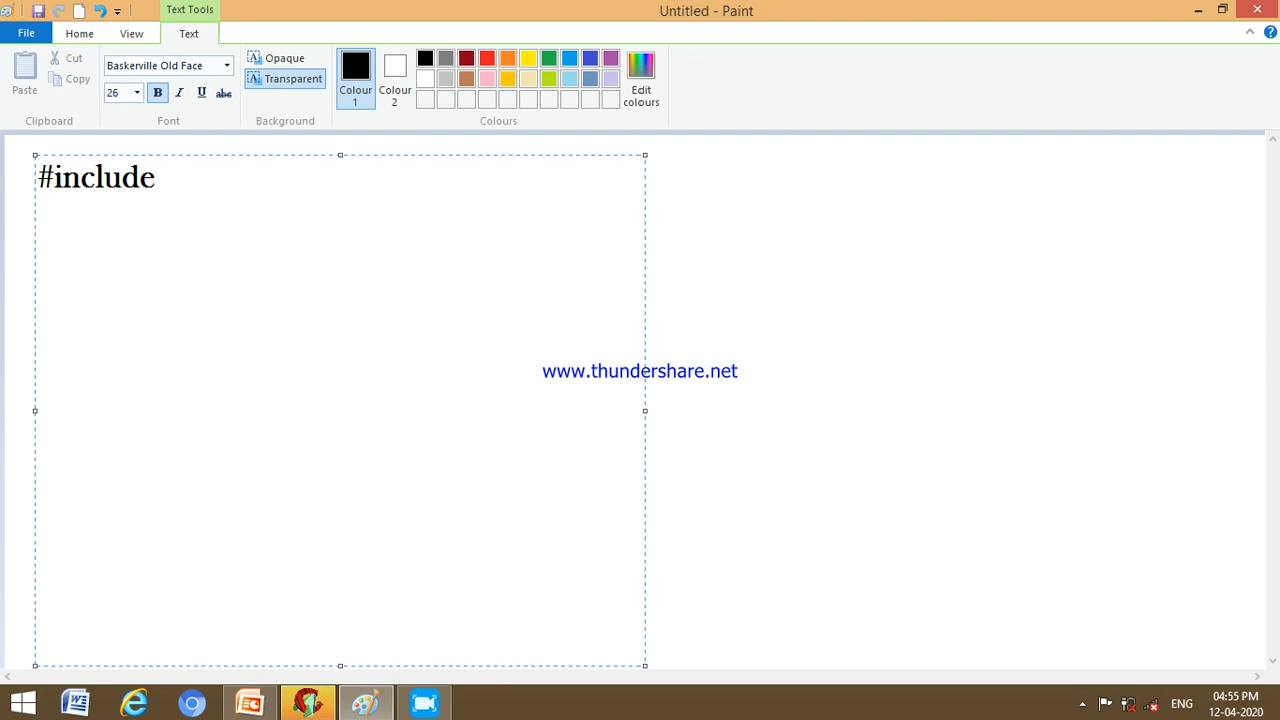 Text Tools
Untitled - Paint
File
Home
View
Text
Paste
Cut
Copy
Clipboard
Baskerville Old Face
26
B I U abc
Font
Opaque
Transparent
Background
Colour 1
Colour 2
Edit colours
Colours
#include
www.thundershare.net
ENG
04:55 PM
12-04-2020